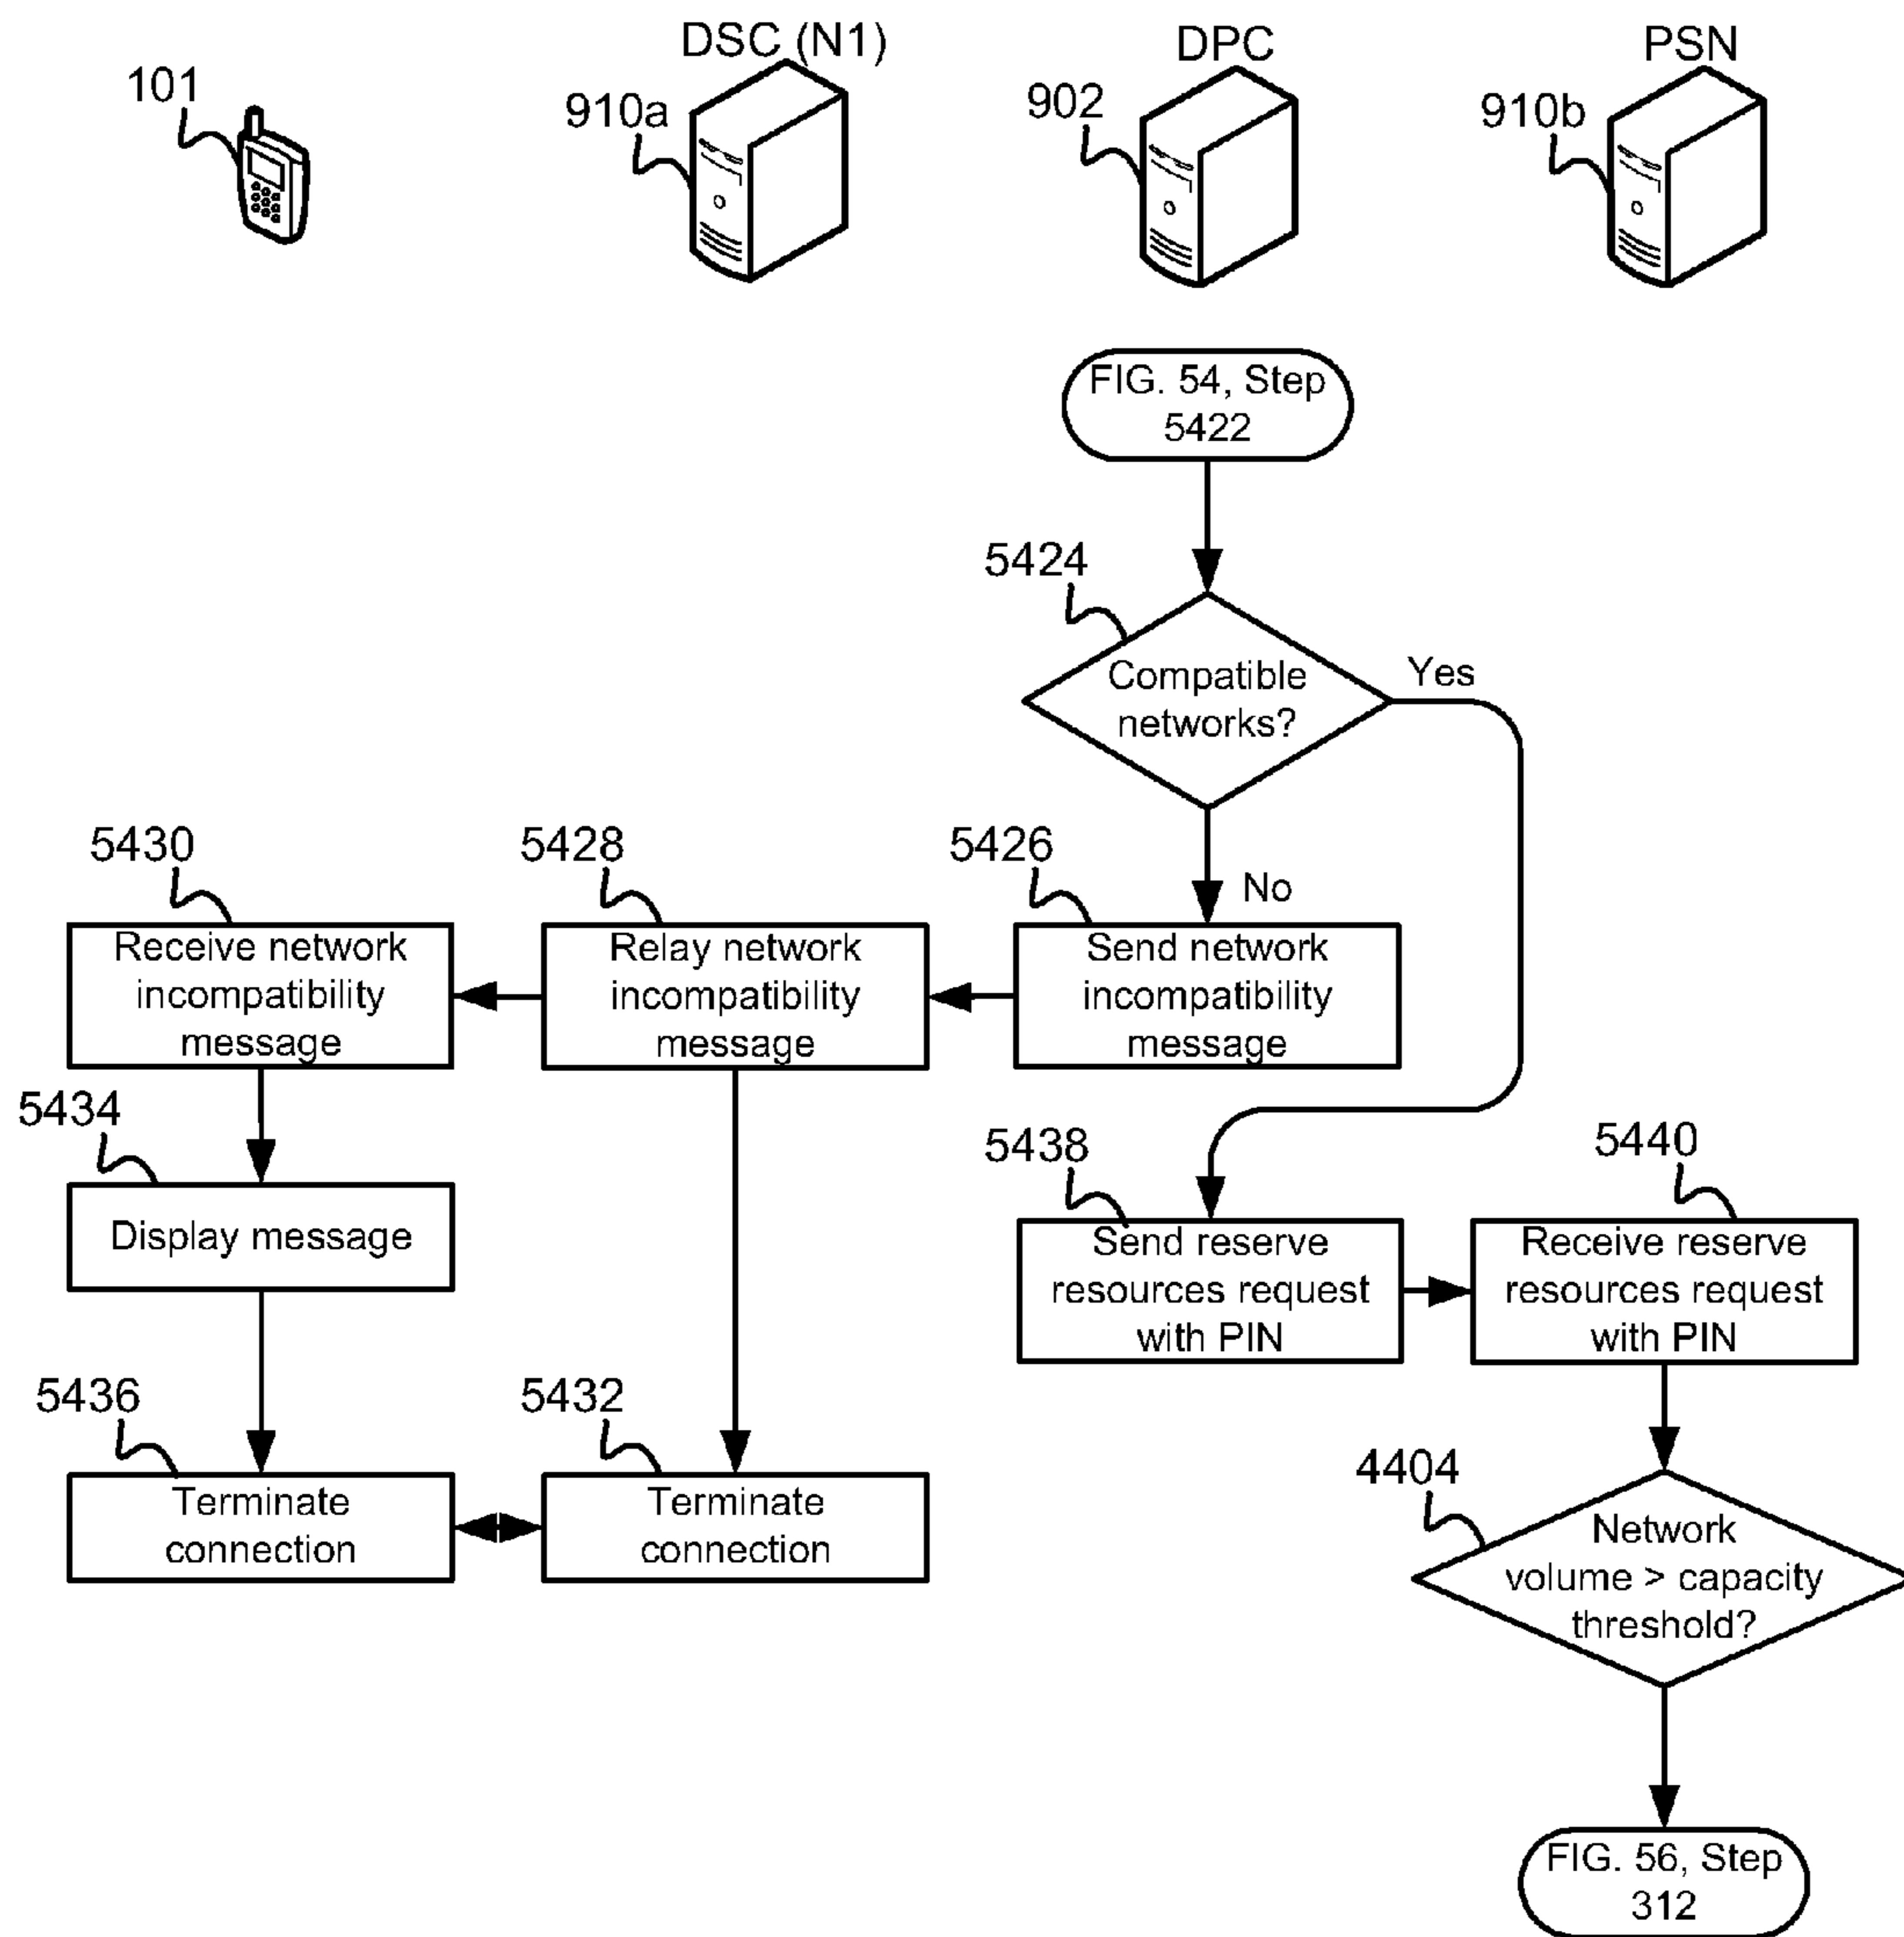 DSC (N1)
DPC
PSN
101
910a
902
910b
FIG. 54, Step
5422
5424
Compatible
networks?
Yes
No
5430
5428
5426
Receive network
incompatibility
message
Relay network
incompatibility
message
Send network
incompatibility
message
5434
Display message
5438
5440
Send reserve
resources request
with PIN
Receive reserve
resources request
with PIN
5436
5432
Terminate
connection
Terminate
connection
4404
Network
volume > capacity
threshold?
FIG. 56, Step
312